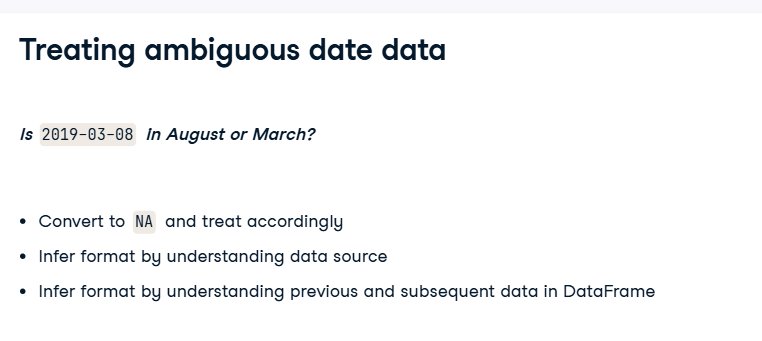 Treating ambiguous date data
Is 2019-03-08 in August or March?
• Convert to NA and treat accordingly
• Infer format by understanding data source
• Infer format by understanding previous and subsequent data in DataFrame